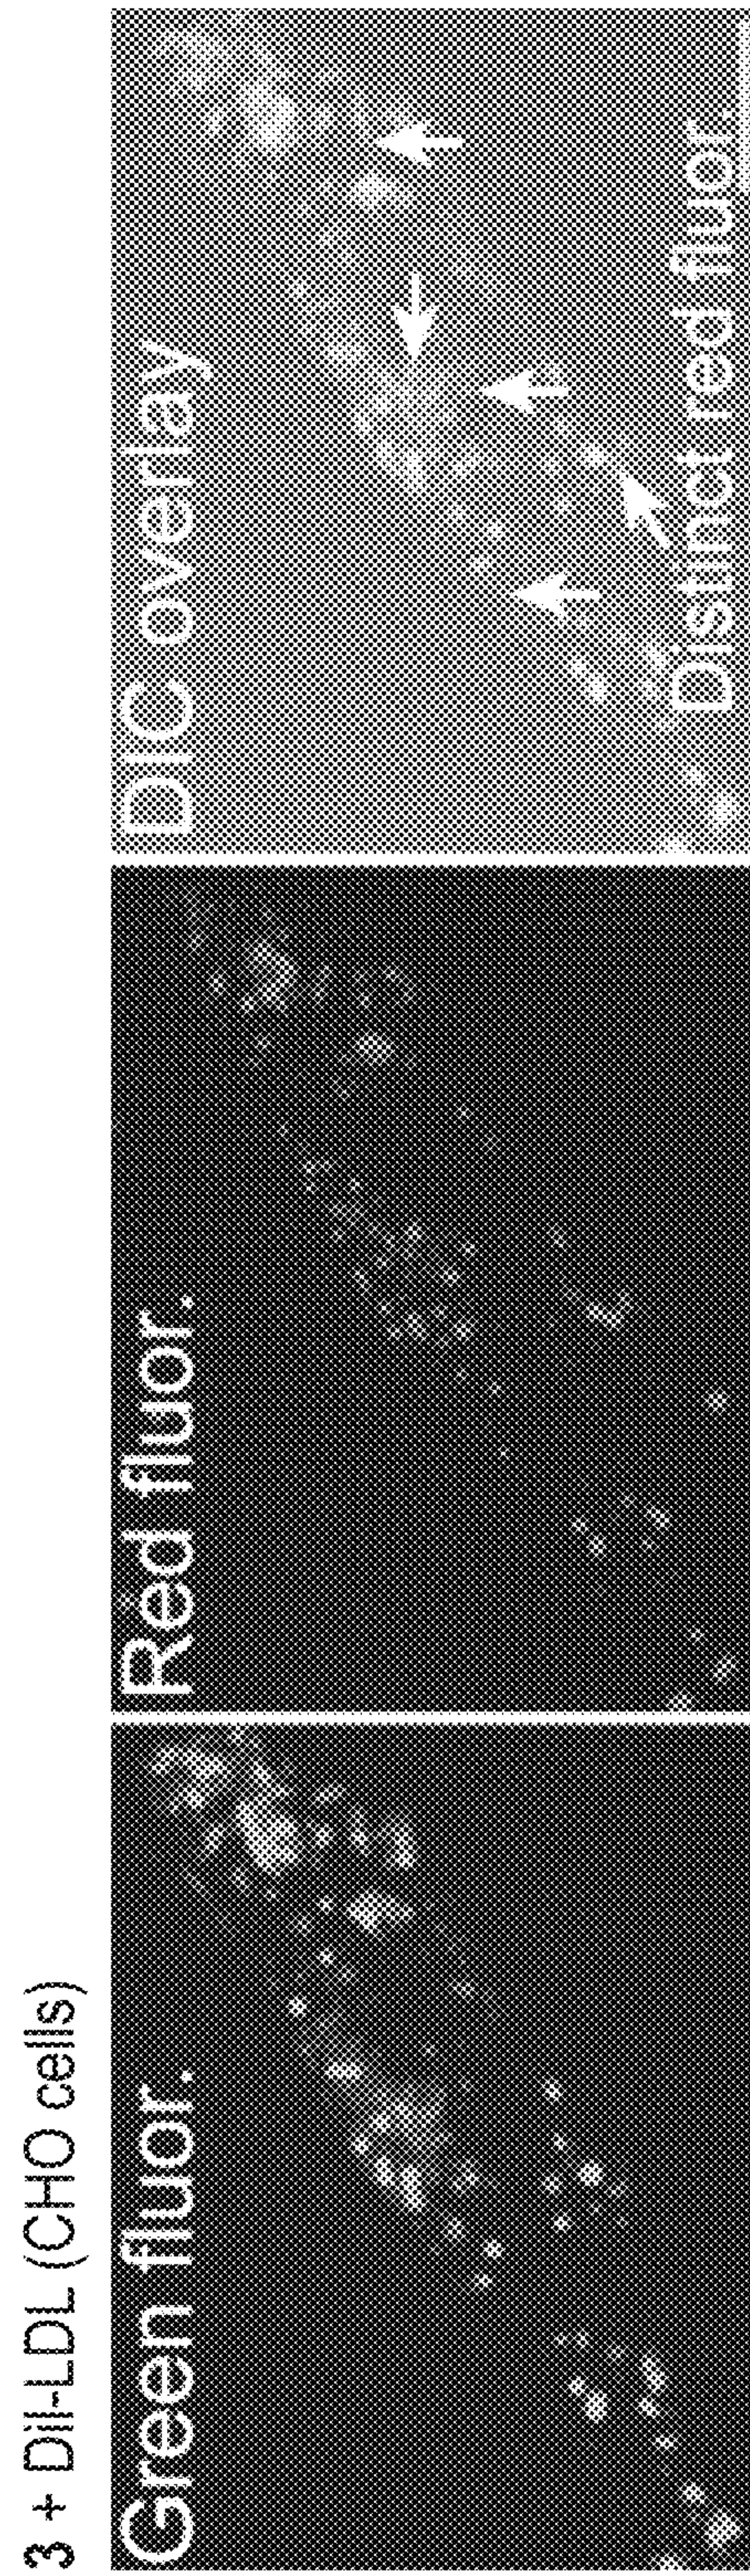 3 + DiI-LDL (CHO cells)
Green fluor.
Red fluor.
DIC overlay
Distinct red fluor.